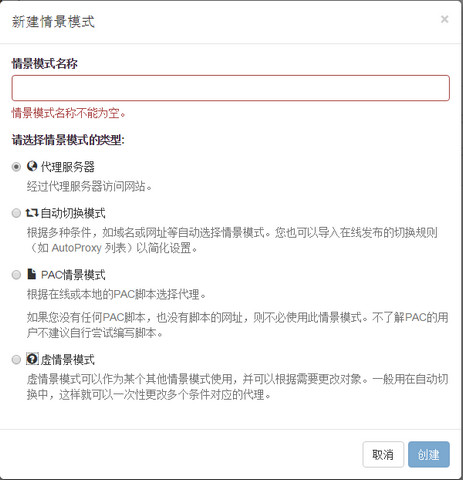 新建情景模式
×
情景模式名称
情景模式名称不能为空。
请选择情景模式的类型:
代理服务器
经过代理服务器访问网站。
自动切换模式
根据多种条件，如域名或网址等自动选择情景模式。您也可以导入在线发布的切换规则
（如 AutoProxy 列表）以简化设置。
PAC情景模式
根据在线或本地的PAC脚本选择代理。
如果您没有任何PAC脚本，也没有脚本的网址，则不必使用此情景模式。不了解PAC的用
户不建议自行尝试编写脚本。
虚情景模式
虚情景模式可以作为某个其他情景模式使用，并可以根据需要更改对象。一般用在自动切
换中，这样就可以一次性更改多个条件对应的代理。
取消
创建